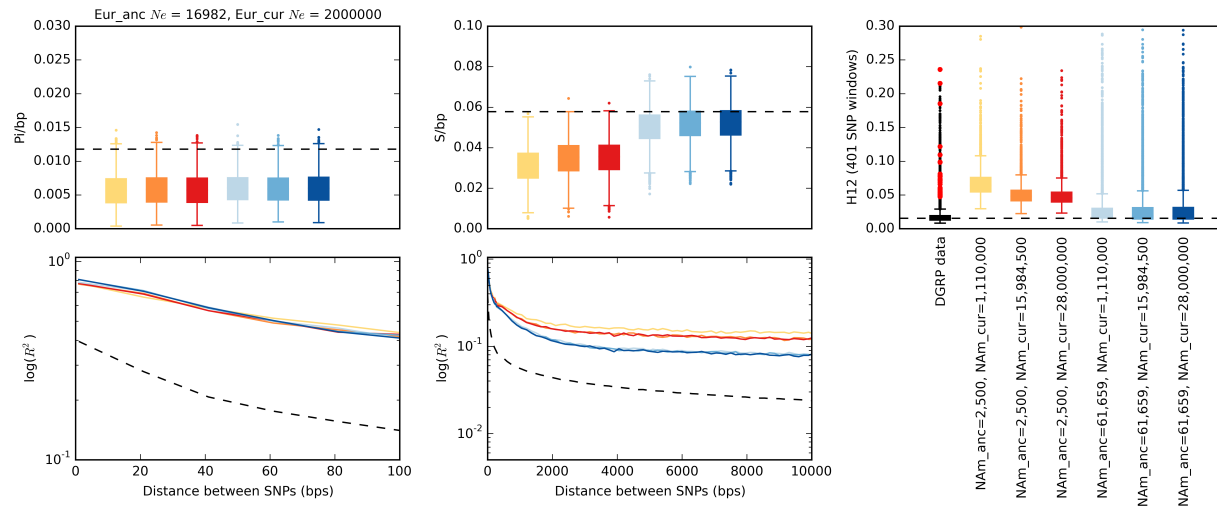 Eur_anc Ne = 16982, Eur_cur Ne = 2000000
0.030
0.025
0.020
0.015
0.010
0.005
0.000
Pi/bp
0.10
0.08
0.06
0.04
0.02
0.00
S/bp
0.30
0.25
0.20
0.15
0.10
0.05
0.00
H12 (401 SNP windows)
DGRP data
NAm_anc=2,500, NAm_cur=1,110,000
NAm_anc=2,500, NAm_cur=15,984,500
NAm_anc=2,500, NAm_cur=28,000,000
NAm_anc=61,659, NAm_cur=1,110,000
NAm_anc=61,659, NAm_cur=15,984,500
NAm_anc=61,659, NAm_cur=28,000,000
10^0
10^-1
log(R^2)
0 20 40 60 80 100
Distance between SNPs (bps)
10^0
10^-1
10^-2
log(R^2)
0 2000 4000 6000 8000 10000
Distance between SNPs (bps)